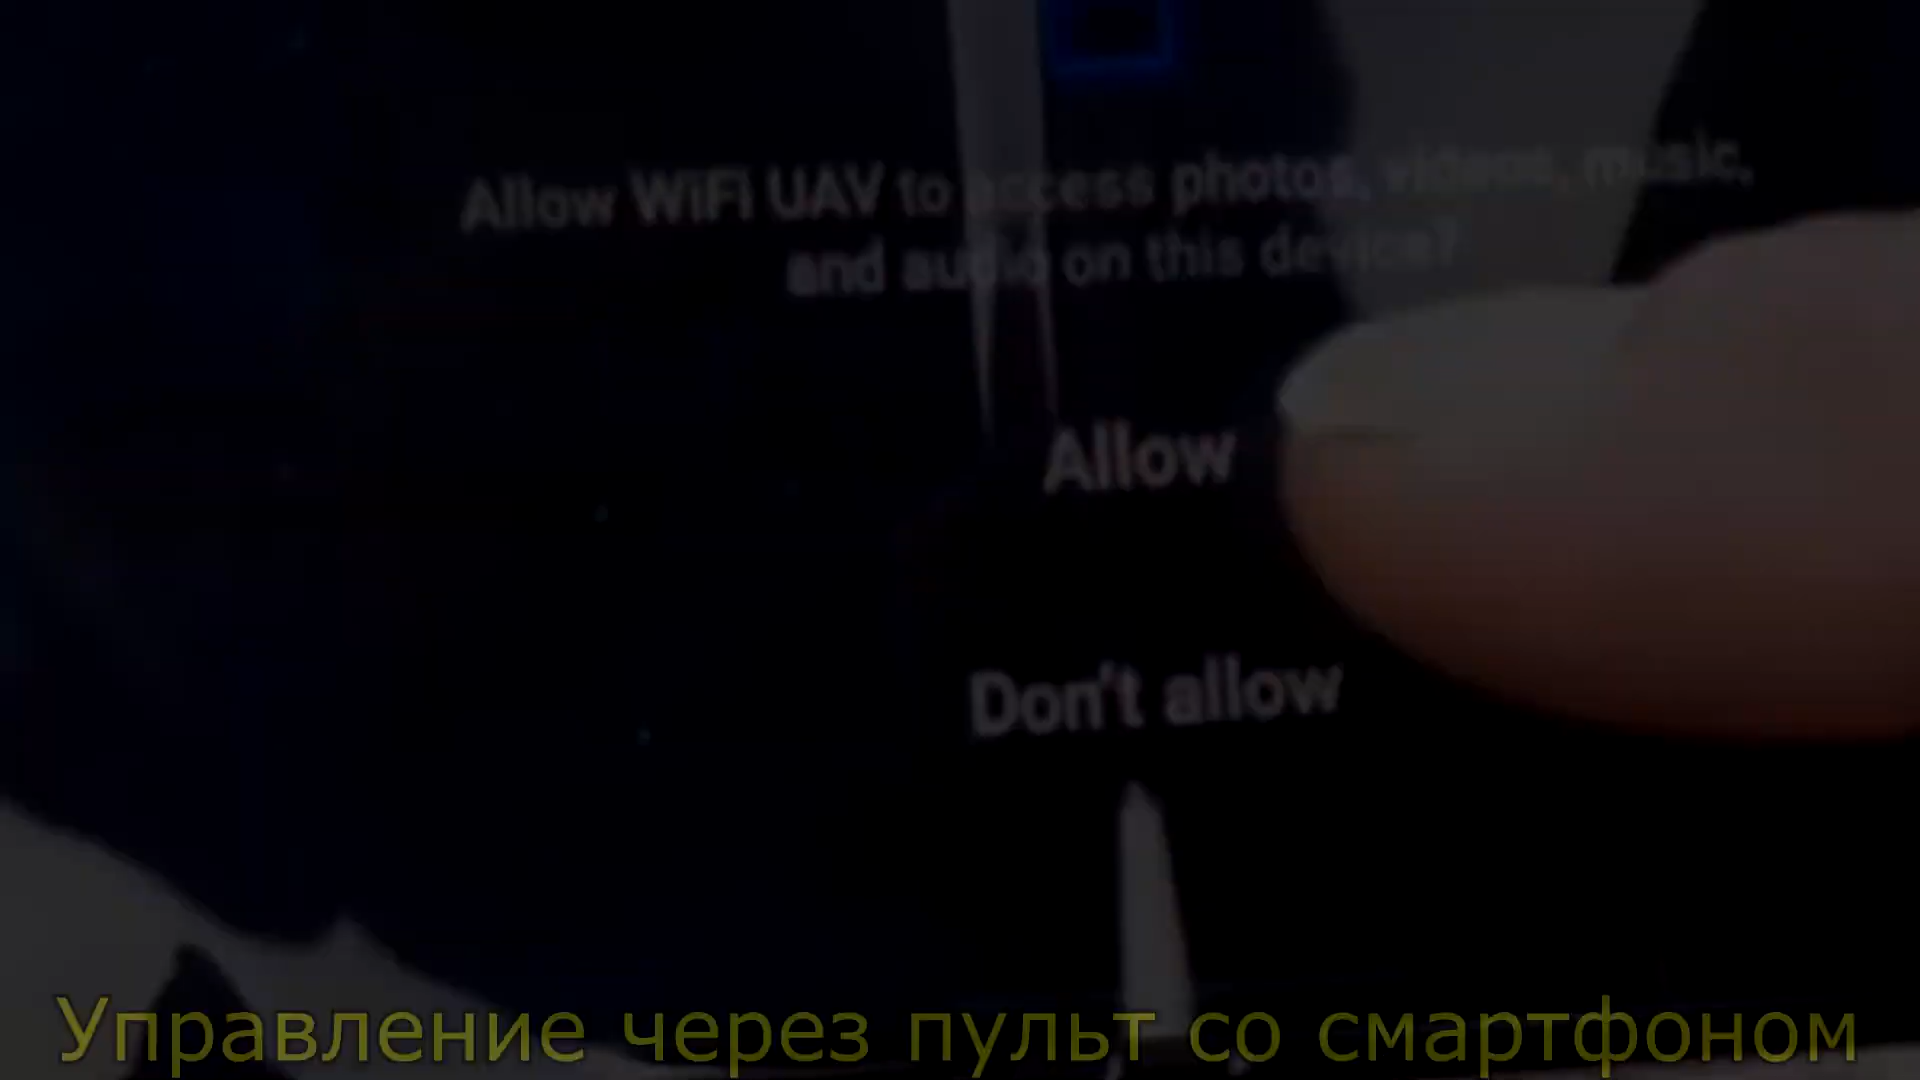 Allow WiFi UAV to access photos, videos, music,
and audio on this device?
Allow
Don't allow
Управление через пульт со смартфоном